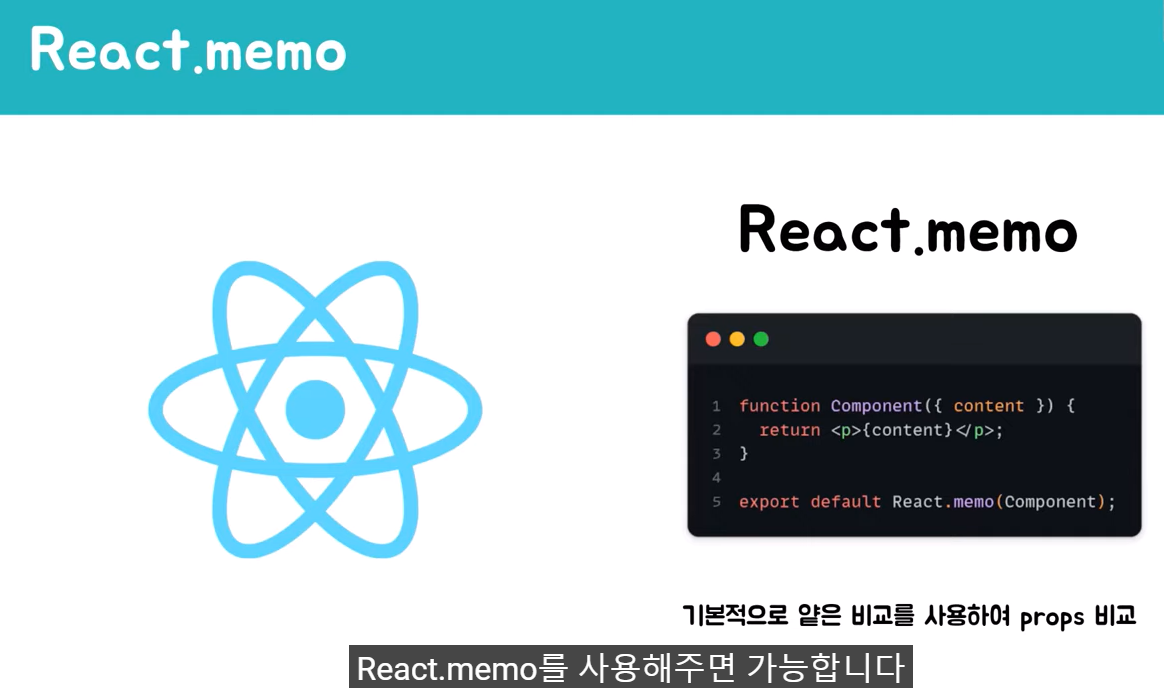 React.memo
React.memo
1 function Component({ content }) {
2   return <p>{content}</p>;
3 }
4
5 export default React.memo(Component);
기본적으로 얕은 비교를 사용하여 props 비교
React.memo를 사용해주면 가능합니다